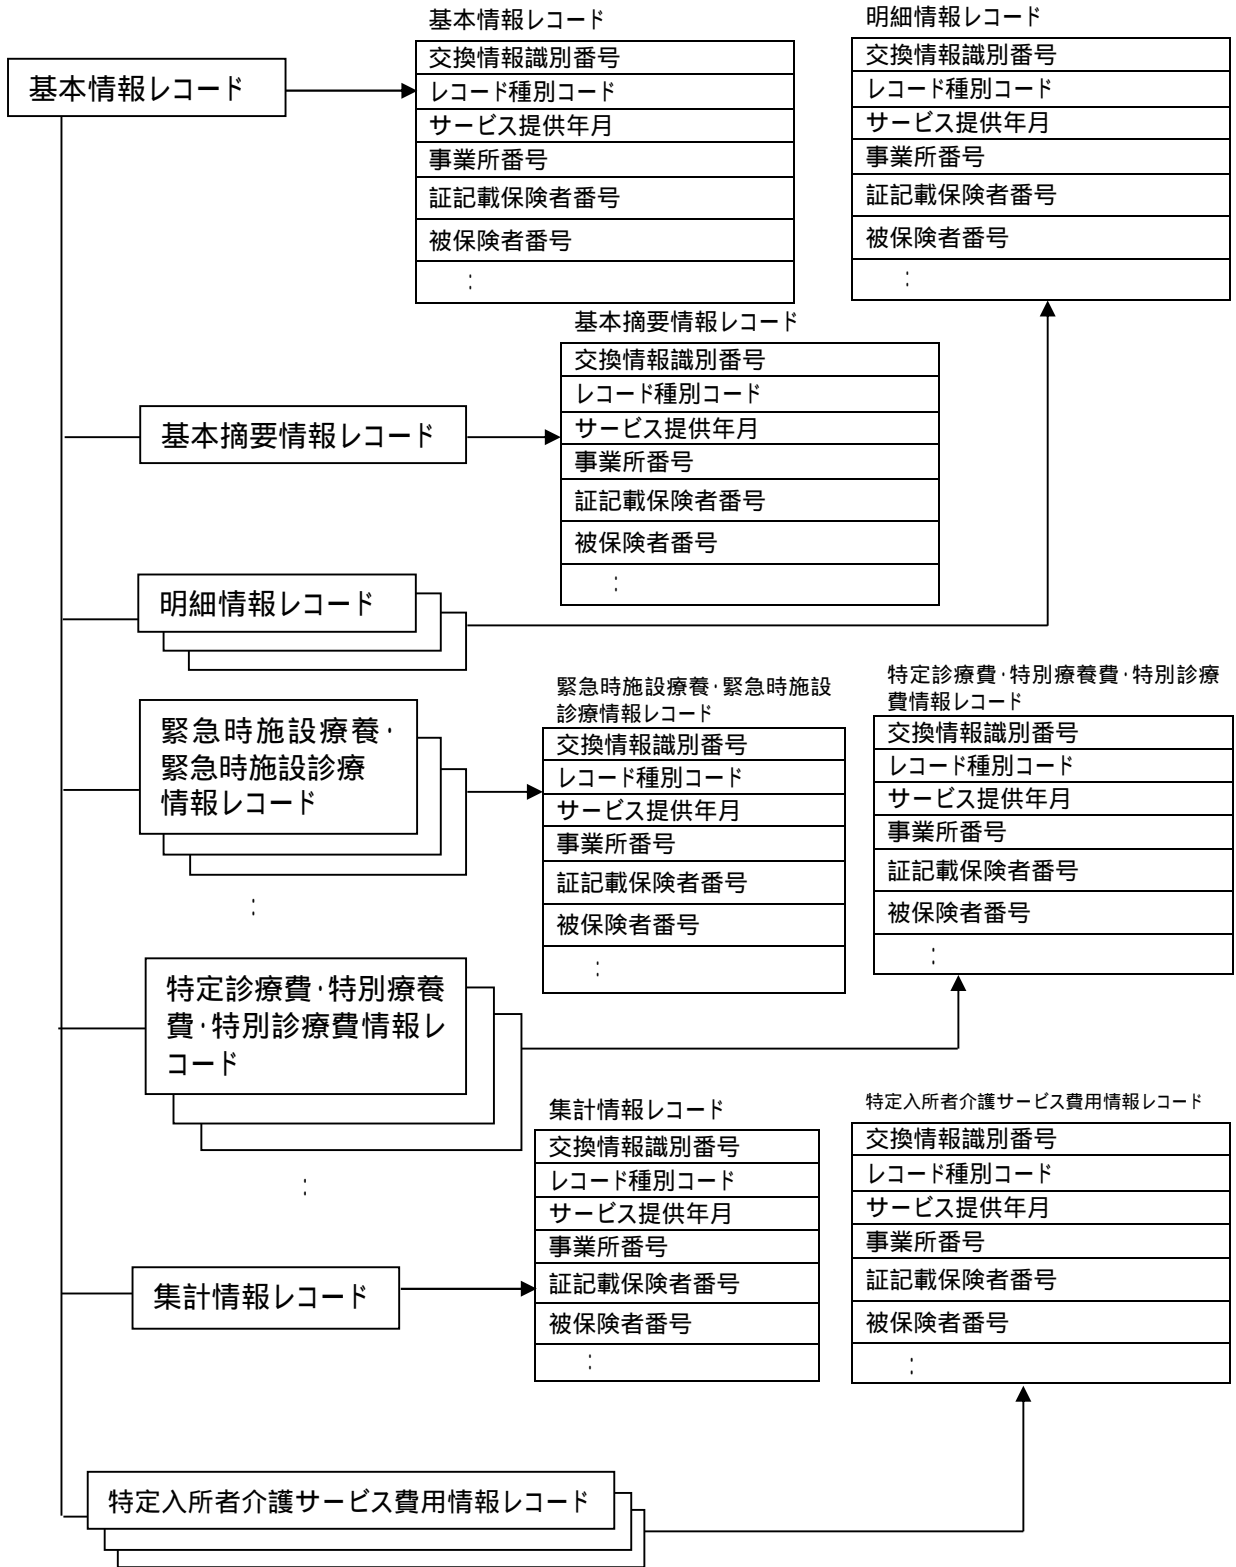 基本情報レコード
基本情報レコード
交換情報識別番号
レコード種別コード
サービス提供年月
事業所番号
証記載保険者番号
被保険者番号
:
明細情報レコード
交換情報識別番号
レコード種別コード
サービス提供年月
事業所番号
証記載保険者番号
被保険者番号
:
基本摘要情報レコード
基本摘要情報レコード
交換情報識別番号
レコード種別コード
サービス提供年月
事業所番号
証記載保険者番号
被保険者番号
:
明細情報レコード
緊急時施設療養・
緊急時施設診療
情報レコード
:
緊急時施設療養・緊急時施設
診療情報レコード
交換情報識別番号
レコード種別コード
サービス提供年月
事業所番号
証記載保険者番号
被保険者番号
:
特定診療費・特別療養費・特別診療
費情報レコード
交換情報識別番号
レコード種別コード
サービス提供年月
事業所番号
証記載保険者番号
被保険者番号
:
特定診療費・特別療養
費・特別診療費情報レ
コード
:
集計情報レコード
集計情報レコード
交換情報識別番号
レコード種別コード
サービス提供年月
事業所番号
証記載保険者番号
被保険者番号
:
特定入所者介護サービス費用情報レコード
交換情報識別番号
レコード種別コード
サービス提供年月
事業所番号
証記載保険者番号
被保険者番号
:
特定入所者介護サービス費用情報レコード